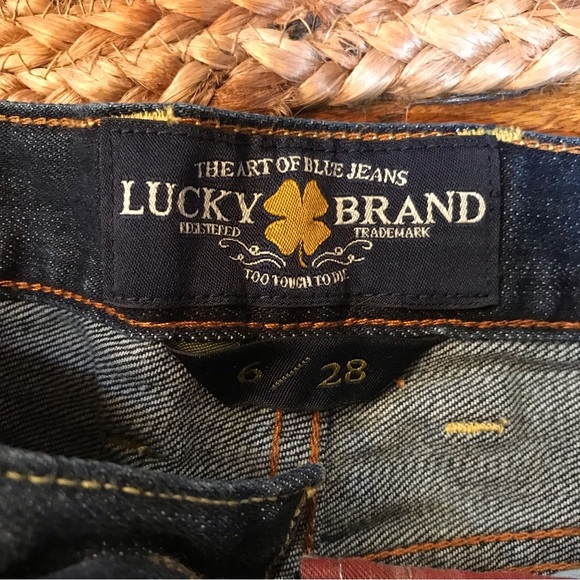 THE ART OF BLUE JEANS
LUCKY BRAND
REGISTERED TRADEMARK
TOO TOUGH TO DIE
6 28